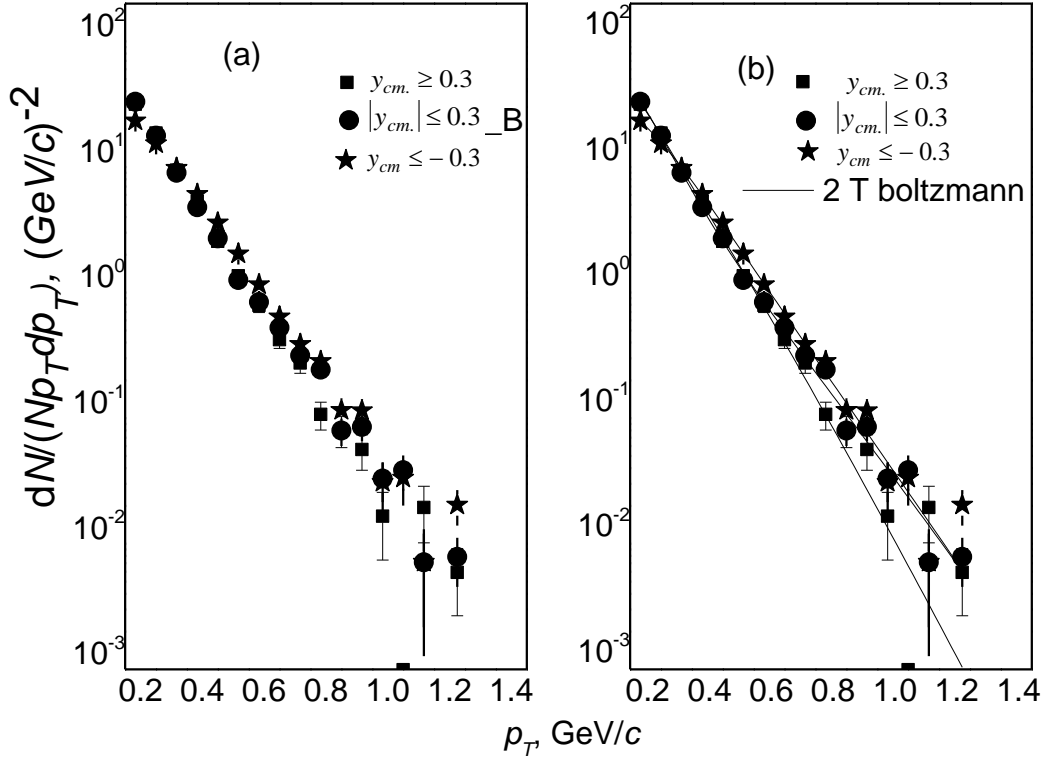 dN/(Np_T dp_T), (GeV/c)^-2
10^2
10^1
10^0
10^-1
10^-2
10^-3
(a)
y_cm. ≥ 0.3
|y_cm.| ≤ 0.3 _B
y_cm ≤ − 0.3
0.2 0.4 0.6 0.8 1.0 1.2 1.4
10^2
10^1
10^0
10^-1
10^-2
10^-3
(b)
y_cm. ≥ 0.3
|y_cm.| ≤ 0.3
y_cm ≤ − 0.3
2 T boltzmann
0.2 0.4 0.6 0.8 1.0 1.2 1.4
p_T, GeV/c